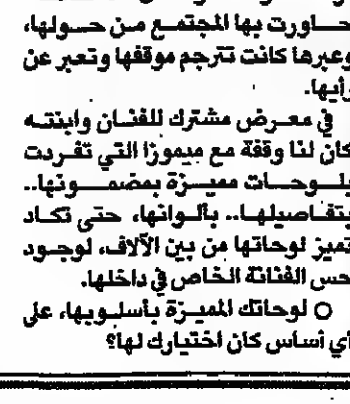 حاورت بها المجتمع من حولها،
وعبرها كانت تترجم موقفها وتعبر عن
رأيها.
في معرض مشترك للفنان وابنته
كان لنا وقفة مع ميموزا التي تفردت
بلوحات مميزة بمضمونها..
بتفاصيلها.. بألوانها، حتى تكاد
تميز لوحاتها من بين الآلاف، لوجود
حس الفنانة الخاص في داخلها.
○ لوحاتك المميزة بأسلوبها، على
أي أساس كان اختيارك لها؟